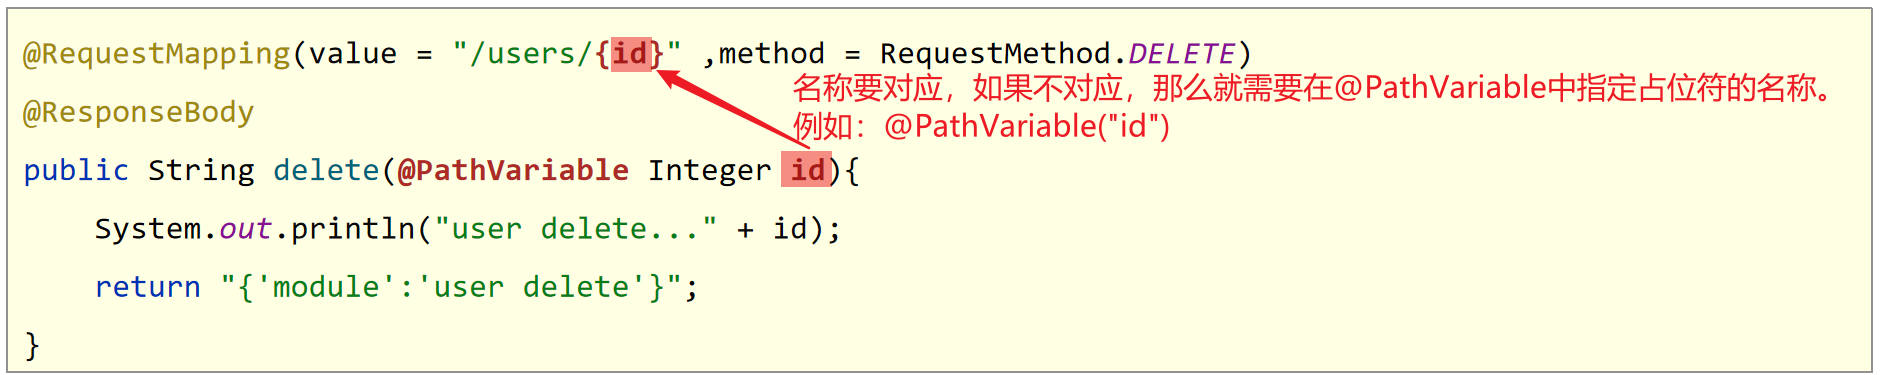 @RequestMapping(value = "/users/{id}" ,method = RequestMethod.DELETE)
名称要对应，如果不对应，那么就需要在@PathVariable中指定占位符的名称。
@ResponseBody
例如：@PathVariable("id")
public String delete(@PathVariable Integer id){
System.out.println("user delete..." + id);
return "{'module':'user delete'}";
}